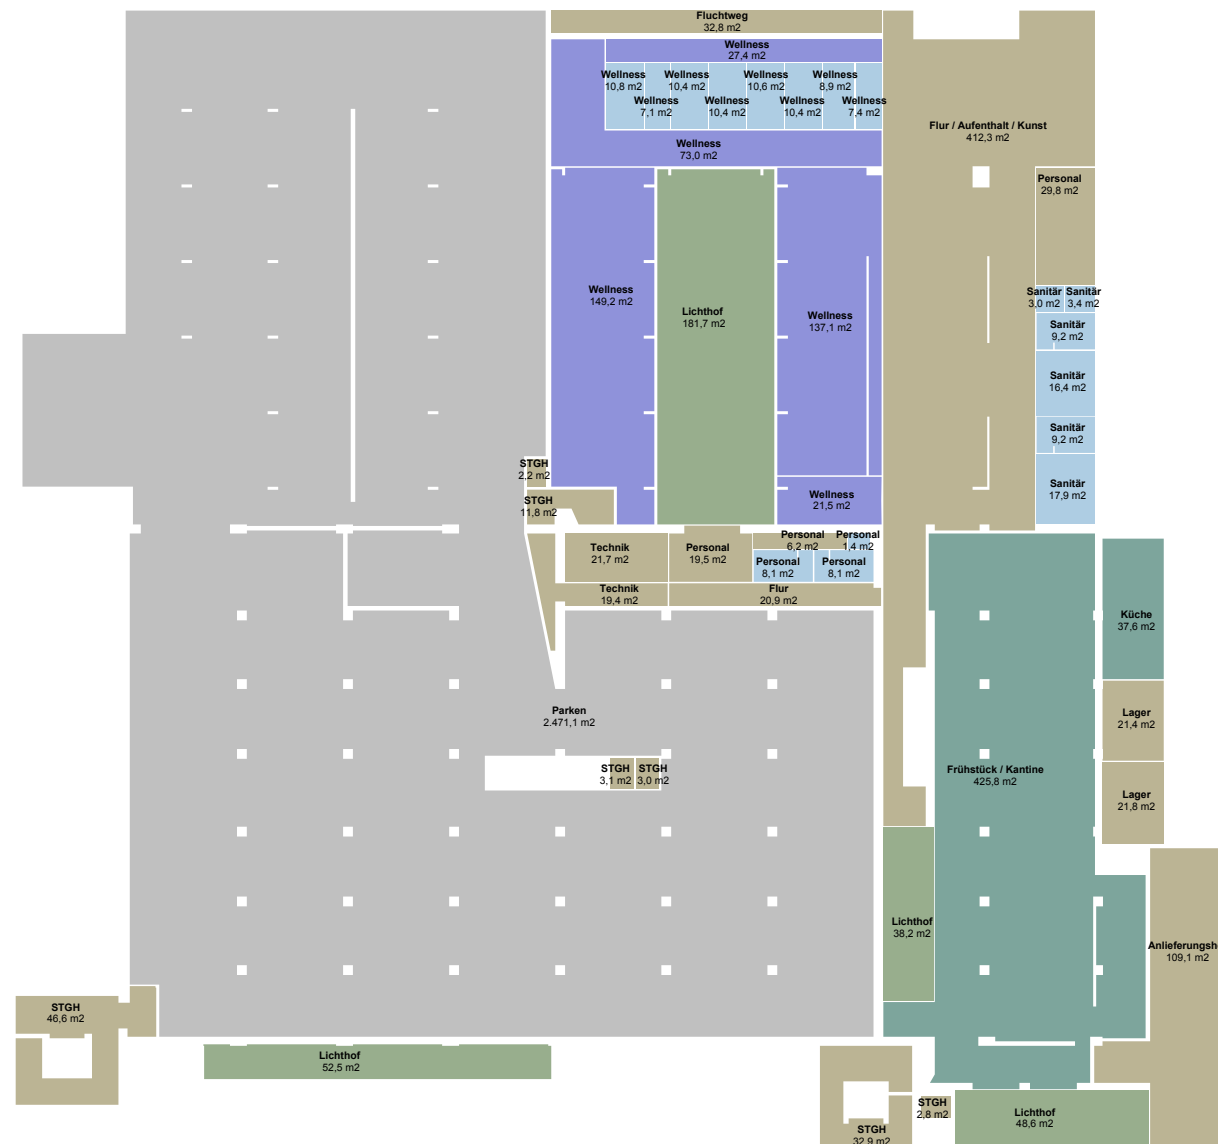 Fluchtweg
32,8 m2
Wellness
27,4 m2
Wellness
10,8 m2
Wellness
10,4 m2
Wellness
10,6 m2
Wellness
8,9 m2
Wellness
7,1 m2
Wellness
10,4 m2
Wellness
10,4 m2
Wellness
7,4 m2
Flur / Aufenthalt / Kunst
412,3 m2
Wellness
73,0 m2
Personal
29,8 m2
Wellness
149,2 m2
Lichthof
181,7 m2
Wellness
137,1 m2
Sanitär
3,0 m2
Sanitär
3,4 m2
Sanitär
9,2 m2
Sanitär
16,4 m2
Sanitär
9,2 m2
Sanitär
17,9 m2
STGH
2,2 m2
STGH
11,8 m2
Wellness
21,5 m2
Technik
21,7 m2
Personal
19,5 m2
Personal
6,2 m2
Personal
1,4 m2
Personal
8,1 m2
Personal
8,1 m2
Technik
19,4 m2
Flur
20,9 m2
Küche
37,6 m2
Parken
2.471,1 m2
Lager
21,4 m2
STGH
3,1 m2
STGH
3,0 m2
Frühstück / Kantine
425,8 m2
Lager
21,8 m2
Lichthof
38,2 m2
Anlieferungsh
109,1 m2
STGH
46,6 m2
Lichthof
52,5 m2
STGH
2,8 m2
Lichthof
48,6 m2
STGH
32,9 m2